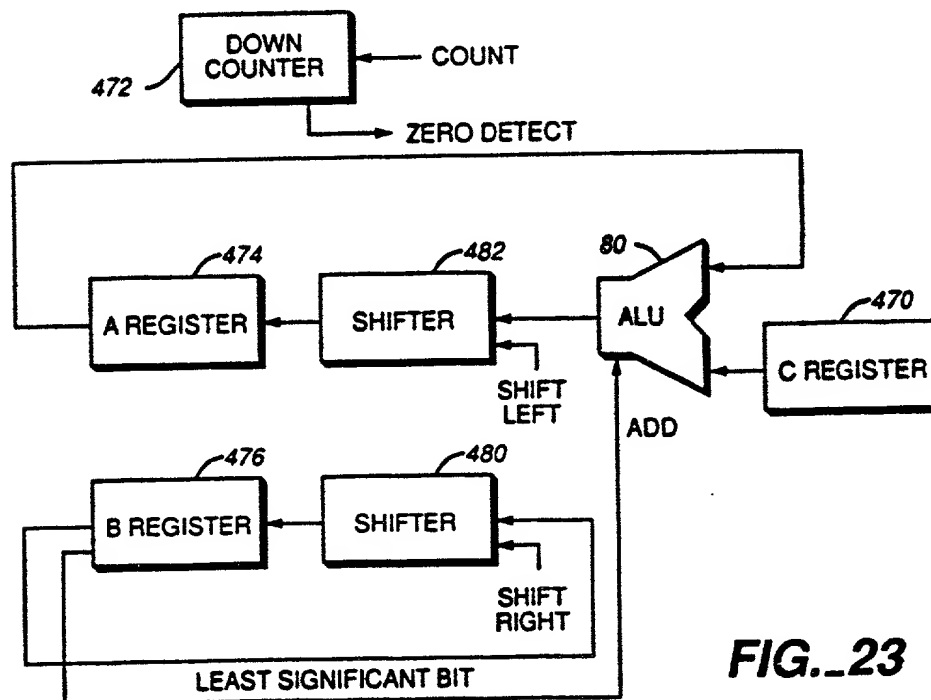 DOWN
COUNTER
472
COUNT
ZERO DETECT
474
482
80
470
A REGISTER
SHIFTER
ALU
C REGISTER
SHIFT
LEFT
ADD
476
480
B REGISTER
SHIFTER
SHIFT
RIGHT
LEAST SIGNIFICANT BIT
FIG._23